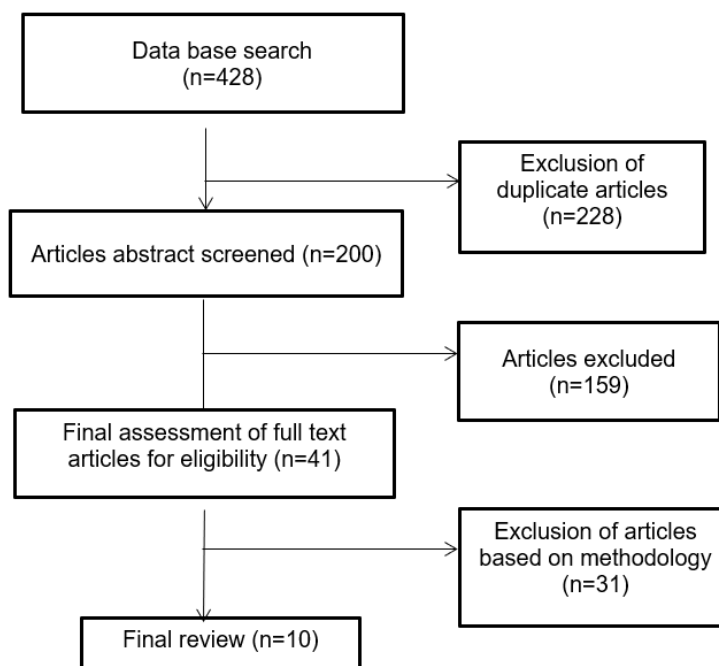 Data base search
(n=428)
Exclusion of
duplicate articles
(n=228)
Articles abstract screened (n=200)
Articles excluded
(n=159)
Final assessment of full text
articles for eligibility (n=41)
Exclusion of articles
based on methodology
(n=31)
Final review (n=10)